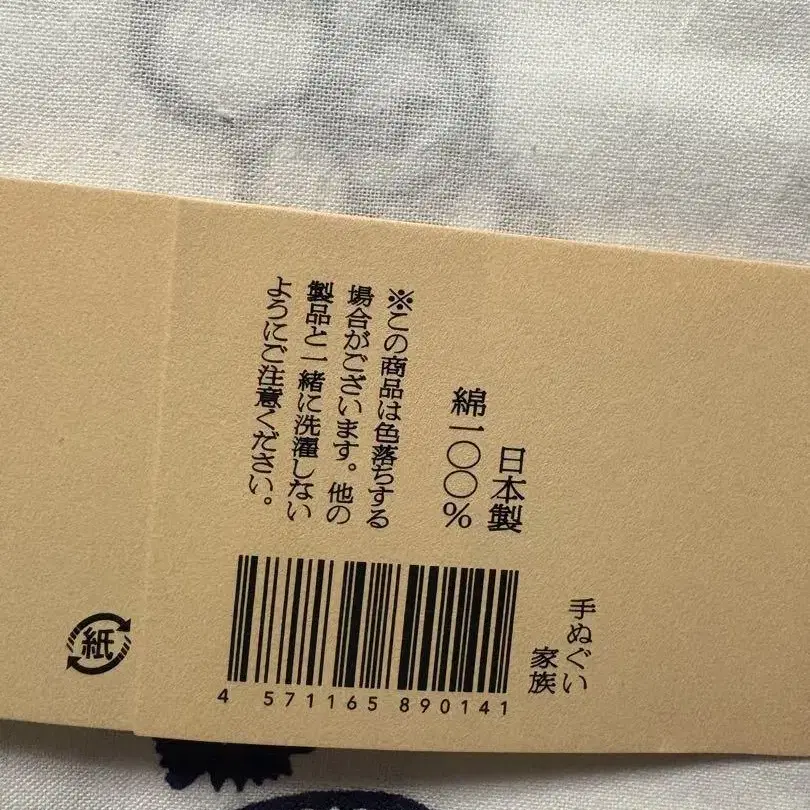 日本製
綿一〇〇%
※この商品は色落ちする
場合がございます。他の
製品と一緒に洗濯しない
ようにご注意ください。
手ぬぐい
家族
4 571165 890141
紙